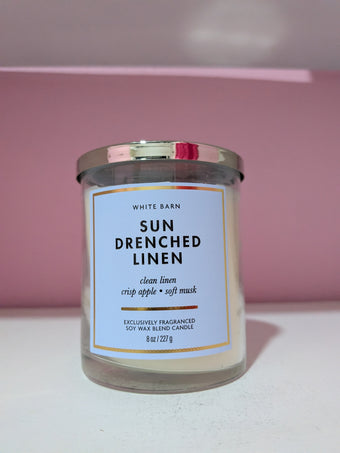 WHITE BARN
SUN
DRENCHED
LINEN
clean linen
crisp apple • soft musk
EXCLUSIVELY FRAGRANCED
SOY WAX BLEND CANDLE
8 oz / 227 g